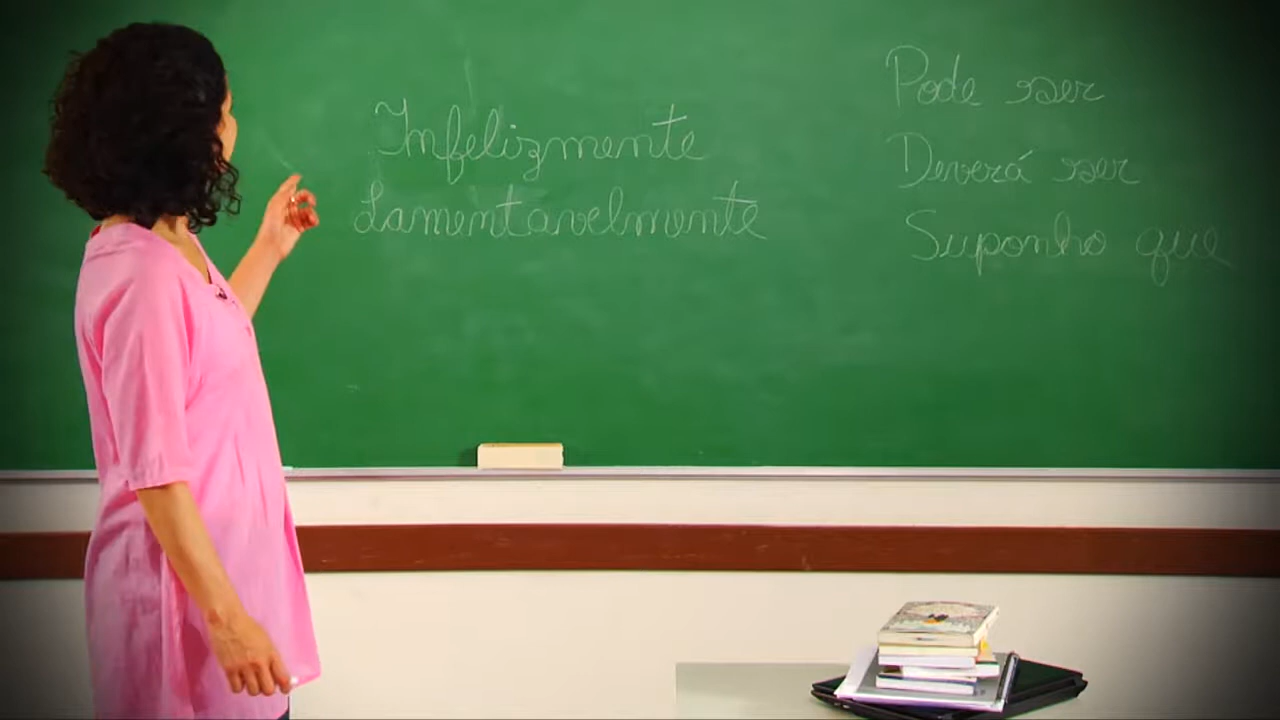 Infelizmente
Lamentavelmente
Pode ser
Deverá ser
Suponho que